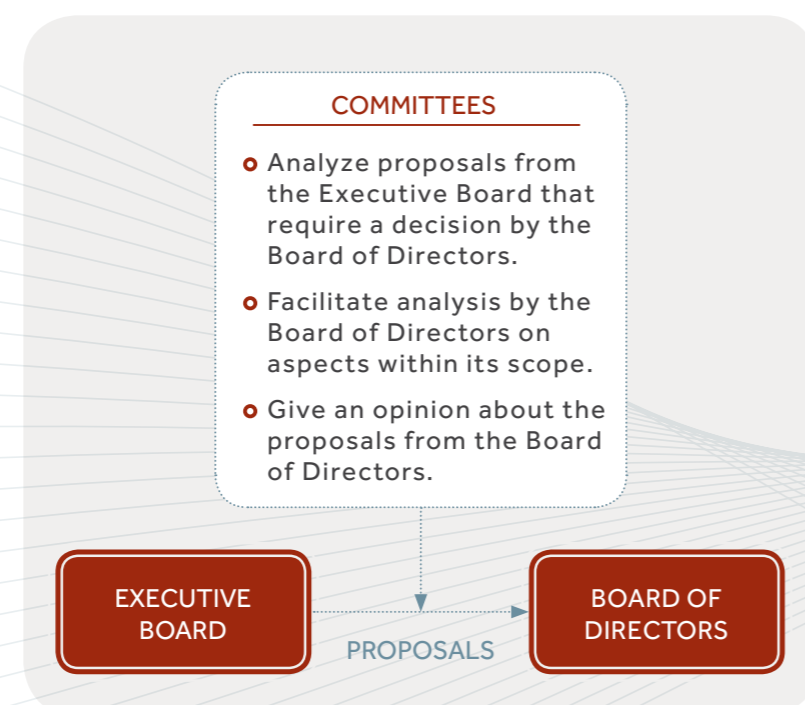 COMMITTEES
Analyze proposals from
the Executive Board that
require a decision by the
Board of Directors.
Facilitate analysis by the
Board of Directors on
aspects within its scope.
Give an opinion about the
proposals from the Board
of Directors.
EXECUTIVE
BOARD
PROPOSALS
BOARD OF
DIRECTORS